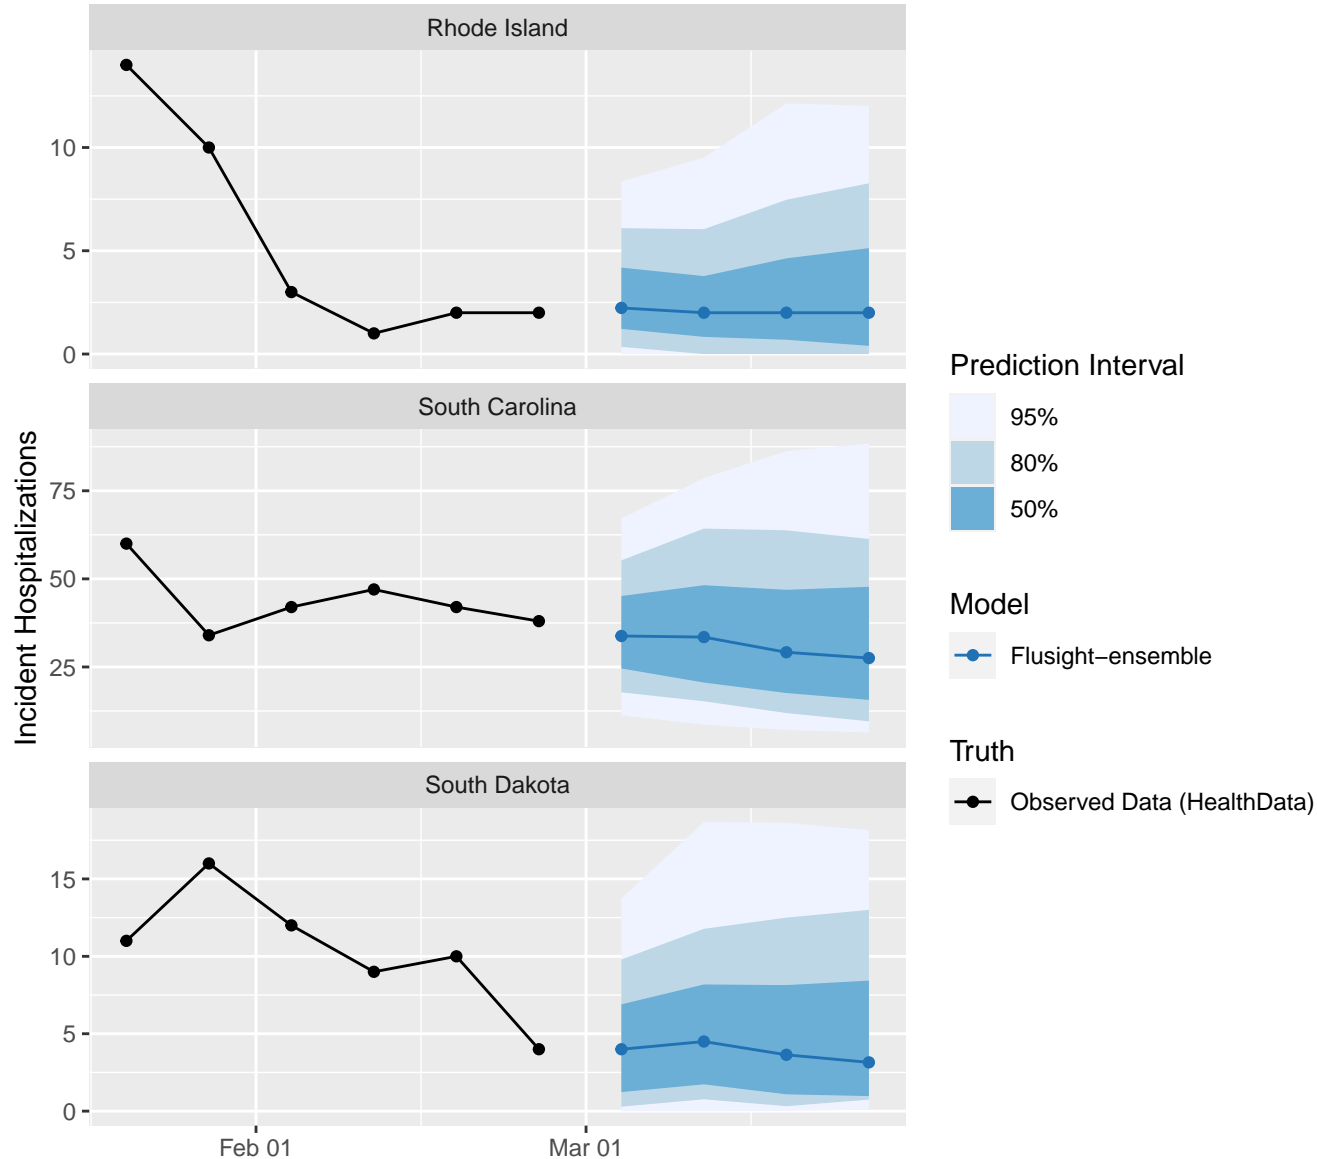 Rhode Island
10
5
0
South Carolina
75
50
25
South Dakota
15
10
5
0
Feb 01
Mar 01
Incident Hospitalizations
Prediction Interval
95%
80%
50%
Model
Flusight−ensemble
Truth
Observed Data (HealthData)